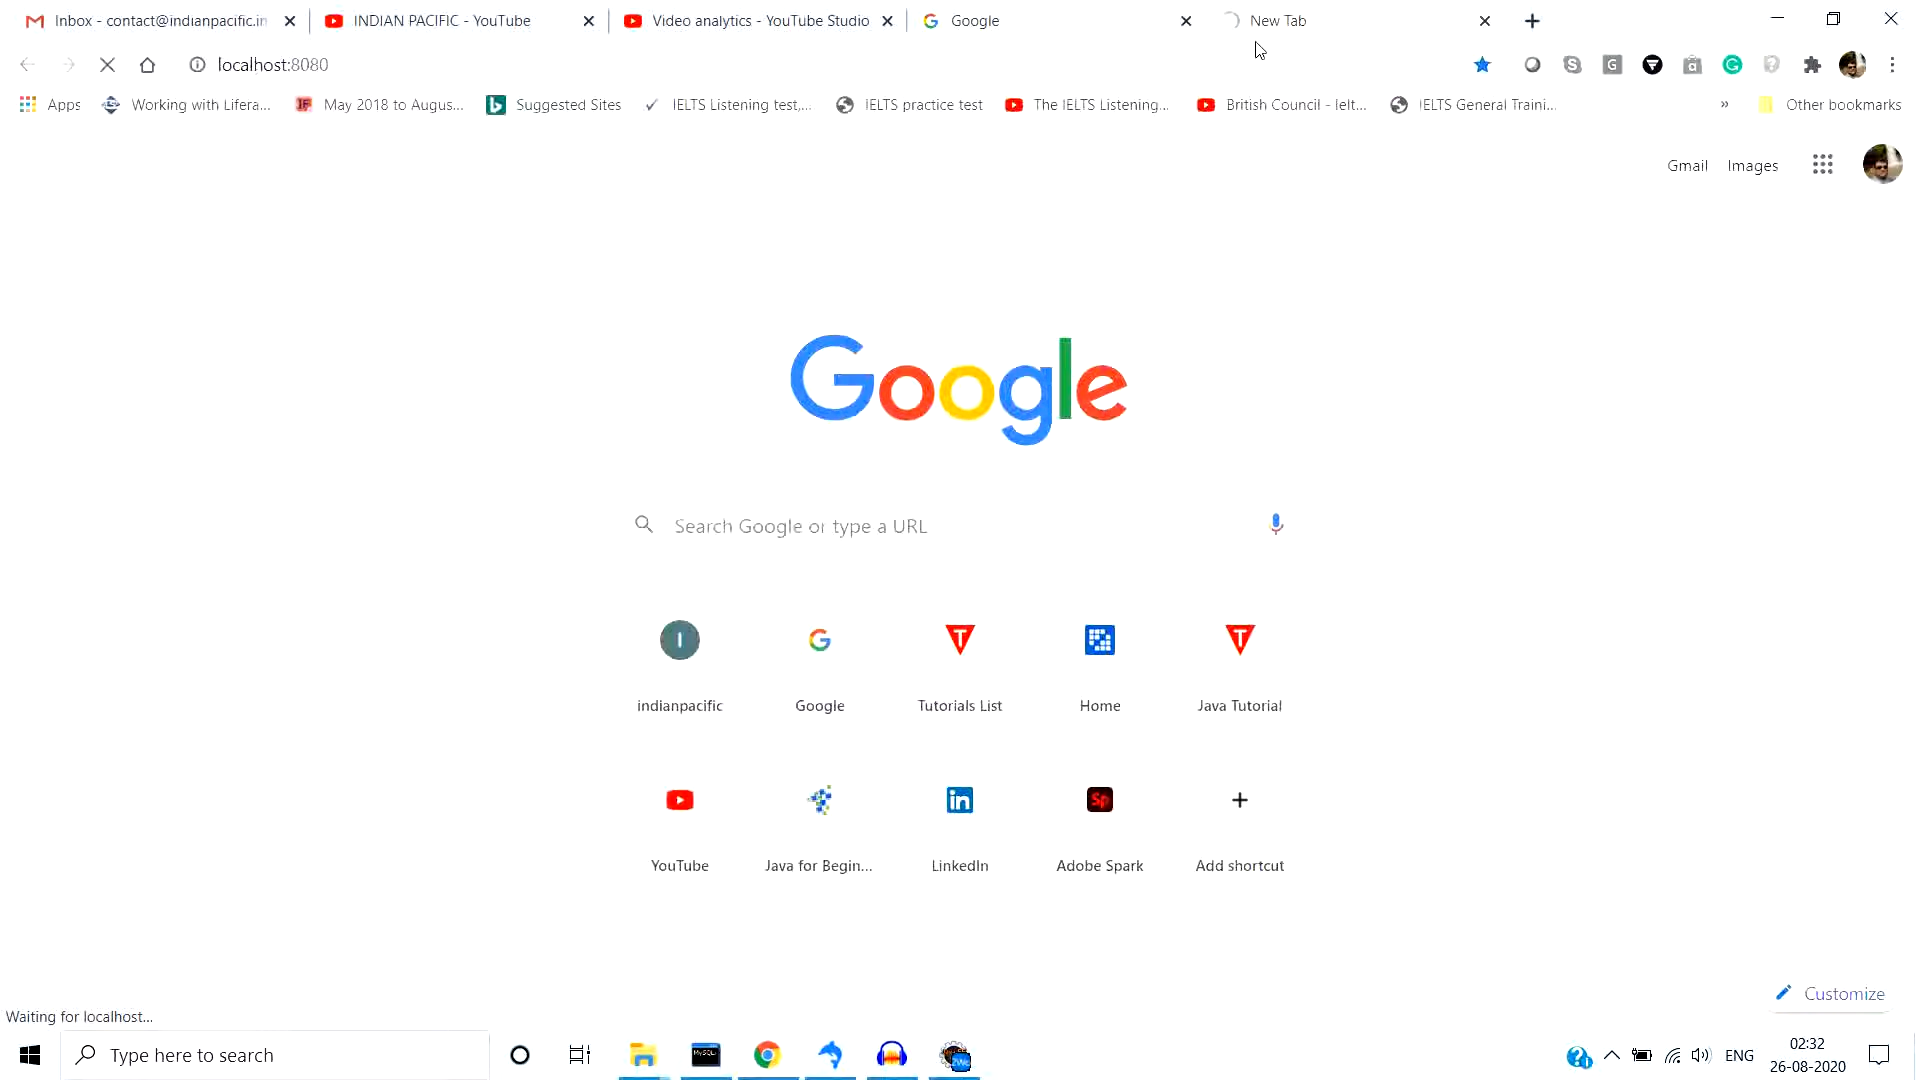 Inbox - contact@indianpacific.in
INDIAN PACIFIC - YouTube
Video analytics - YouTube Studio
Google
New Tab
localhost:8080
Apps
Working with Lifera...
May 2018 to Augus...
Suggested Sites
IELTS Listening test,...
IELTS practice test
The IELTS Listening...
British Council - Ielt...
IELTS General Traini...
»
Other bookmarks
Gmail
Images
Google
Search Google or type a URL
indianpacific
Google
Tutorials List
Home
Java Tutorial
YouTube
Java for Begin...
LinkedIn
Adobe Spark
Add shortcut
Customize
Waiting for localhost...
Type here to search
ENG
02:32
26-08-2020